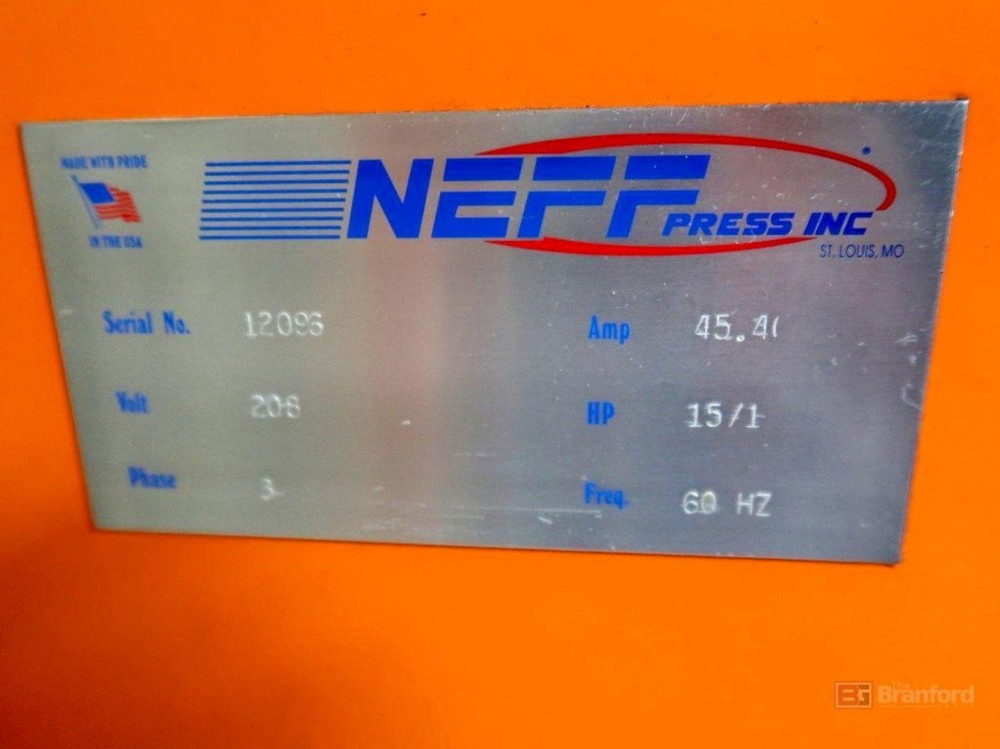 MADE WITH PRIDE
IN THE USA
NEFF PRESS INC
ST. LOUIS, MO
Serial No. 12096
Amp 45.4
Volt 208
HP 15/1
Phase 3
Freq. 60 HZ
The Branford